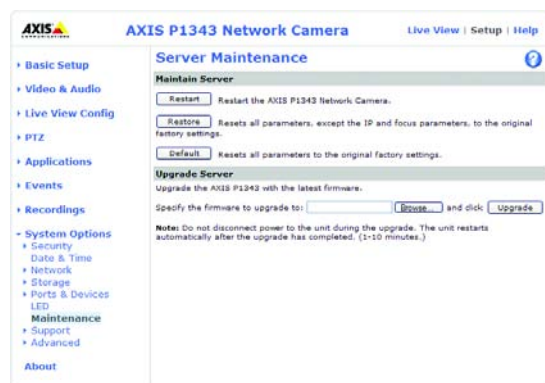 AXIS
COMMUNICATIONS
AXIS P1343 Network Camera
Live View | Setup | Help
Basic Setup
Video & Audio
Live View Config
PTZ
Applications
Events
Recordings
System Options
Security
Date & Time
Network
Storage
Ports & Devices
LED
Maintenance
Support
Advanced
About
Server Maintenance
?
Maintain Server
Restart Restart the AXIS P1343 Network Camera.
Restore Resets all parameters, except the IP and focus parameters, to the original
factory settings.
Default Resets all parameters to the original factory settings.
Upgrade Server
Upgrade the AXIS P1343 with the latest firmware.
Specify the firmware to upgrade to: Browse... and click Upgrade
Note: Do not disconnect power to the unit during the upgrade. The unit restarts
automatically after the upgrade has completed. (1-10 minutes.)